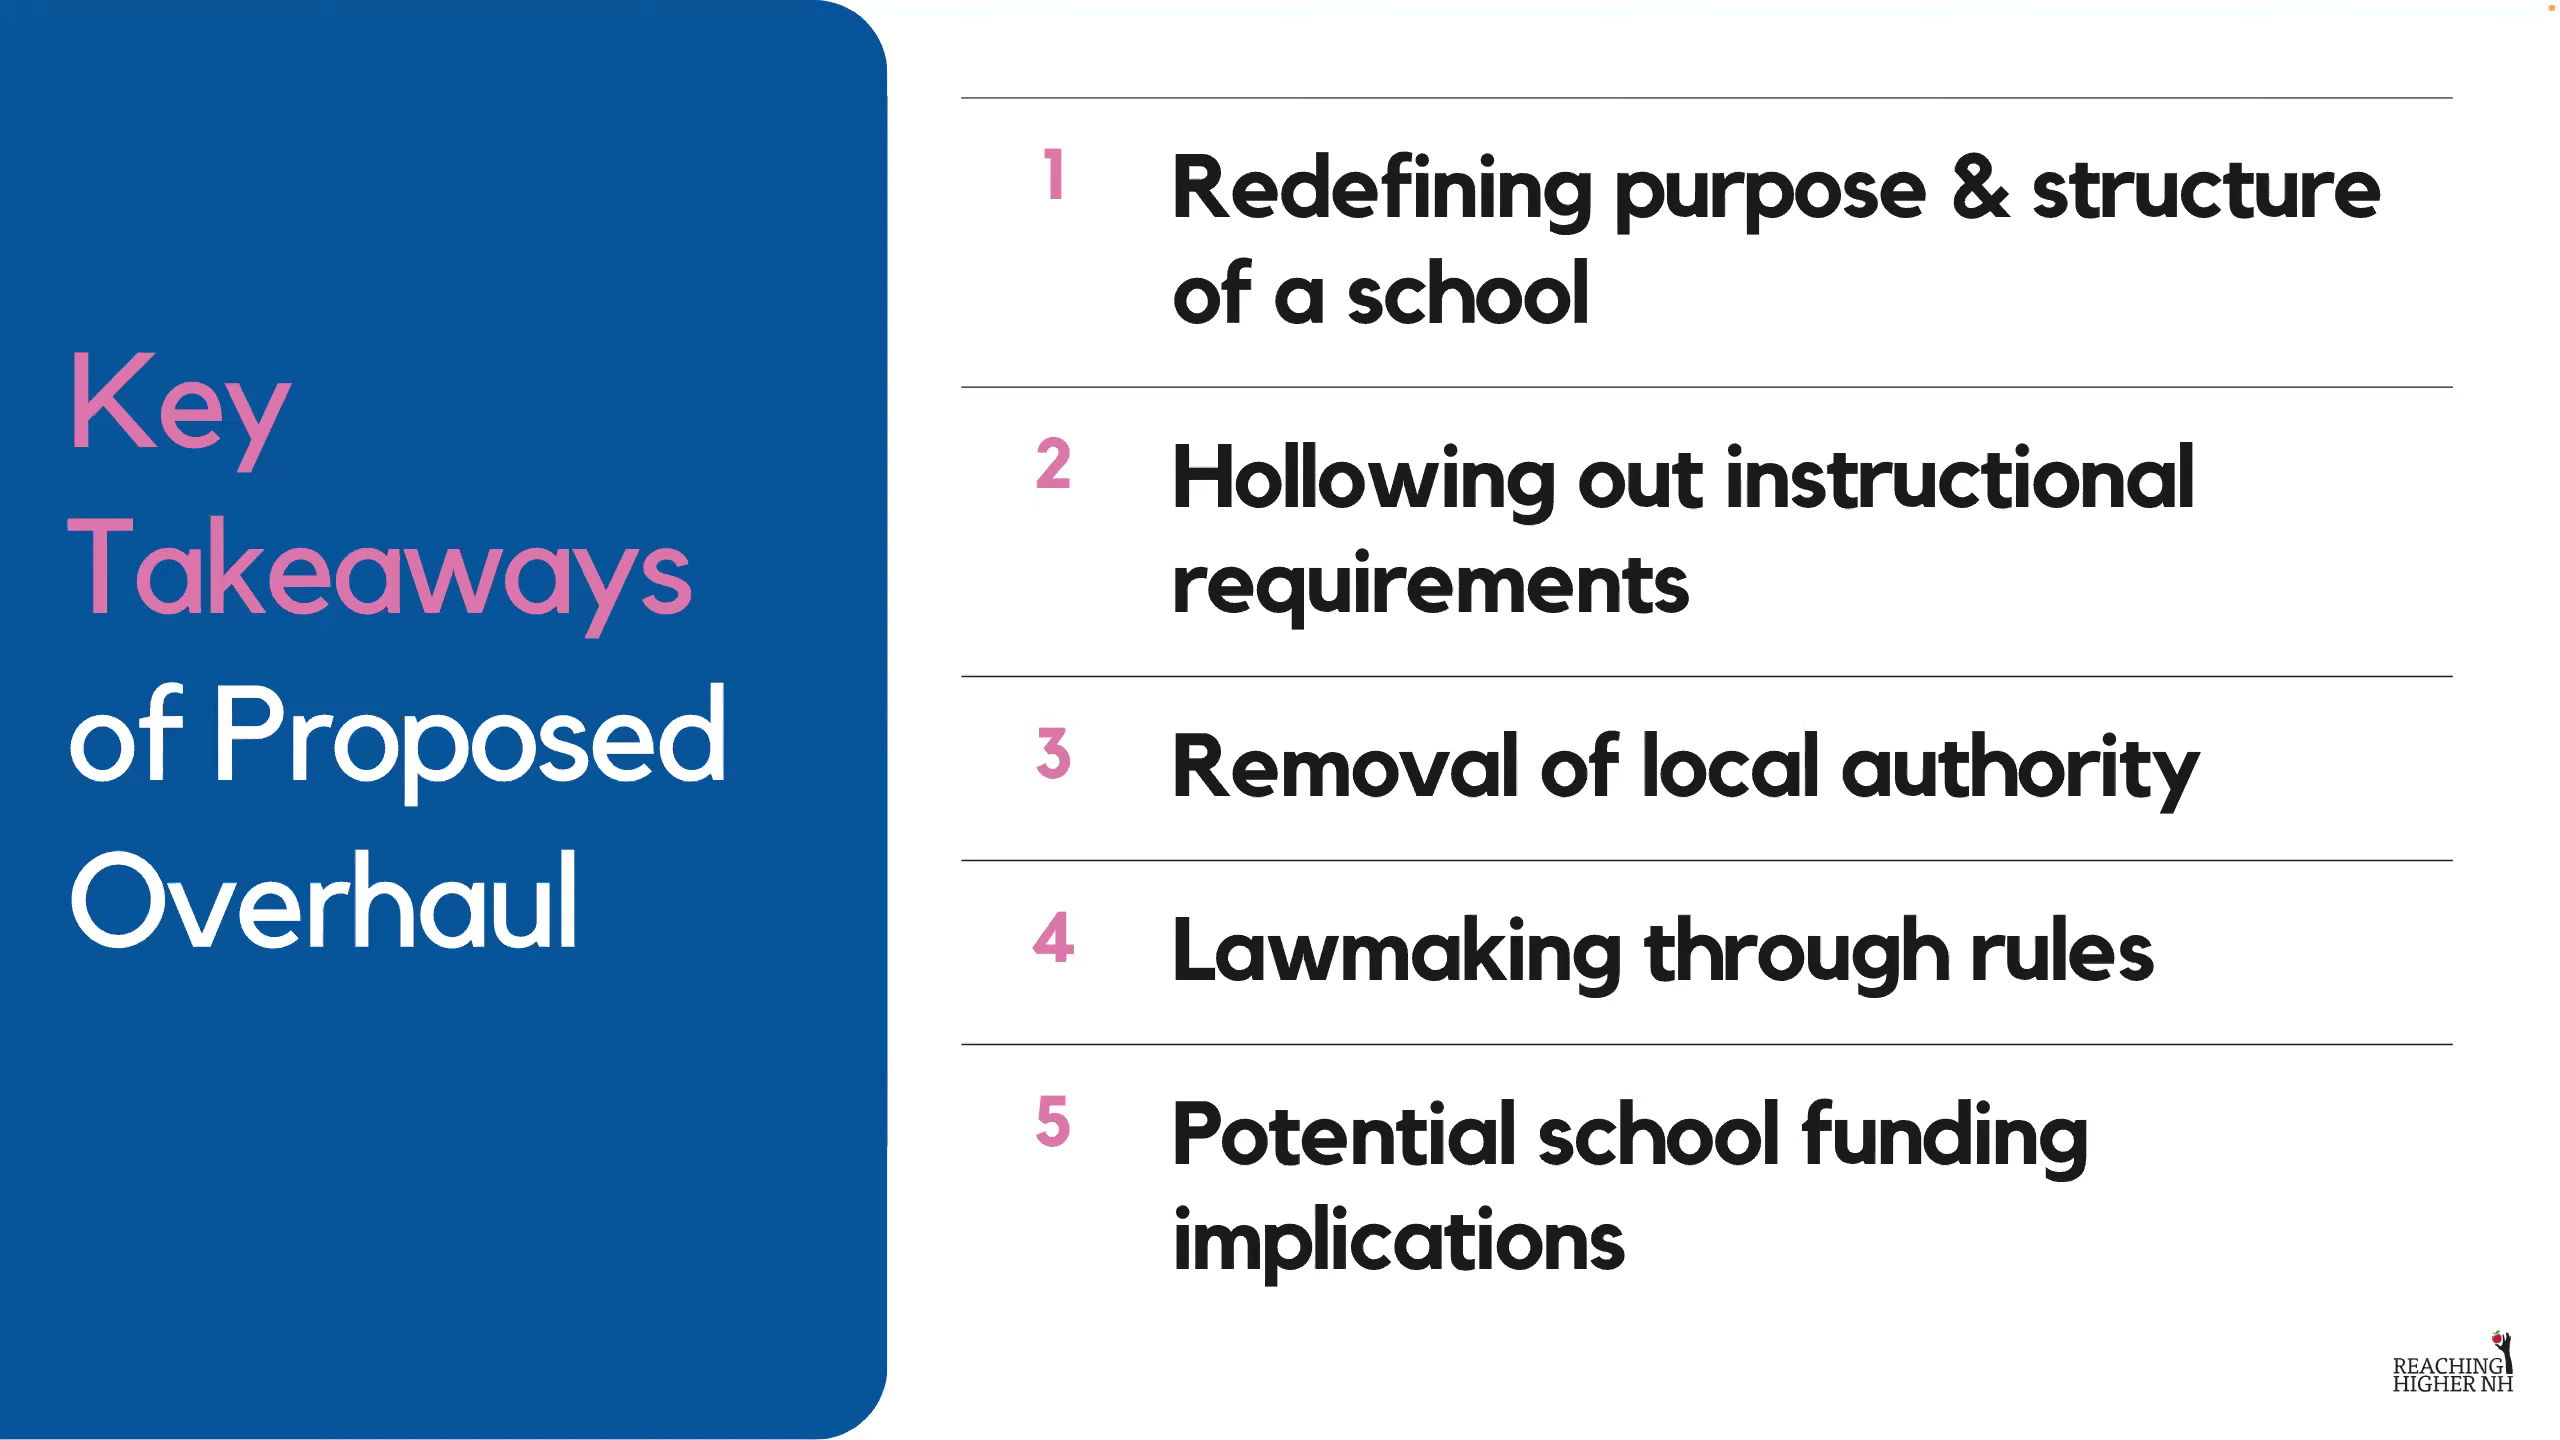 Key
Takeaways
of Proposed
Overhaul
1
Redefining purpose & structure
of a school
2
Hollowing out instructional
requirements
3
Removal of local authority
4
Lawmaking through rules
5
Potential school funding
implications
REACHING
HIGHER NH